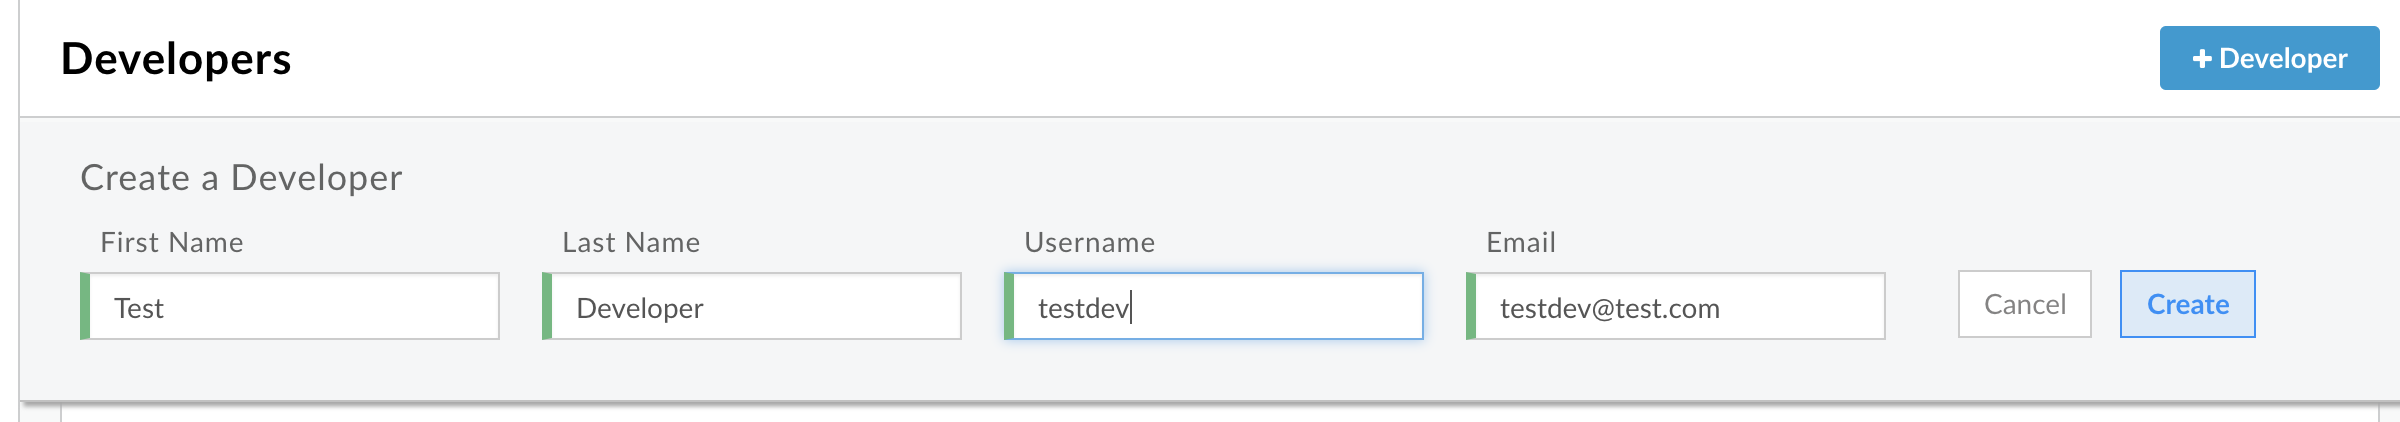 Developers
+ Developer
Create a Developer
First Name Last Name Username Email
Test Developer testdev testdev@test.com Cancel Create